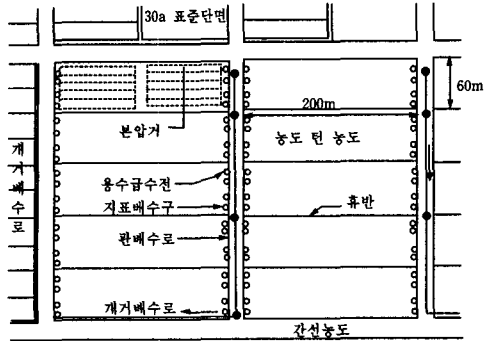 30a 표준단면
60m
200m
본압거
농도 턴 농도
개거배수로
용수급수전
지표배수구
휴반
관배수로
개거배수로
간선농도